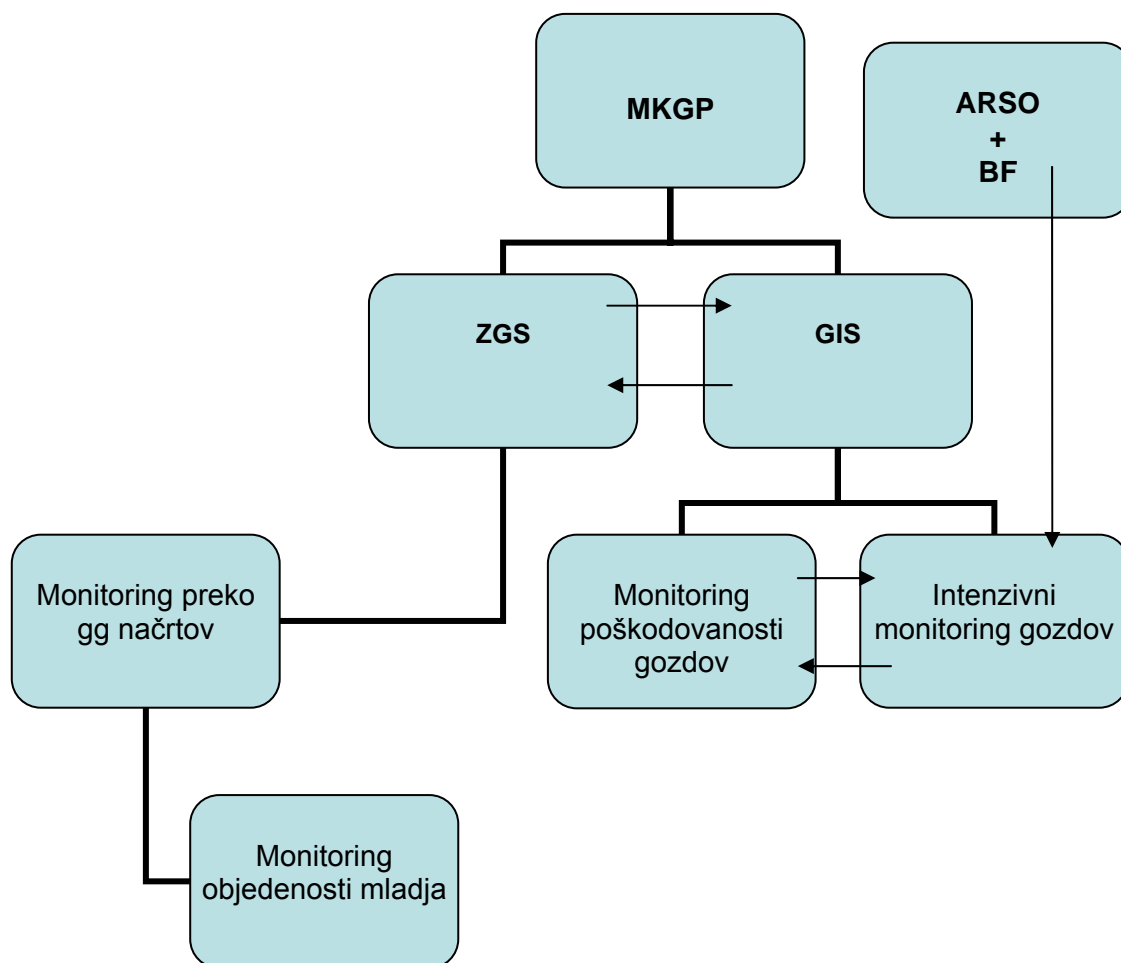 MKGP
ARSO
+
BF
ZGS
GIS
Monitoring preko
gg načrtov
Monitoring
poškodovanosti
gozdov
Intenzivni
monitoring gozdov
Monitoring
objedenosti mladja